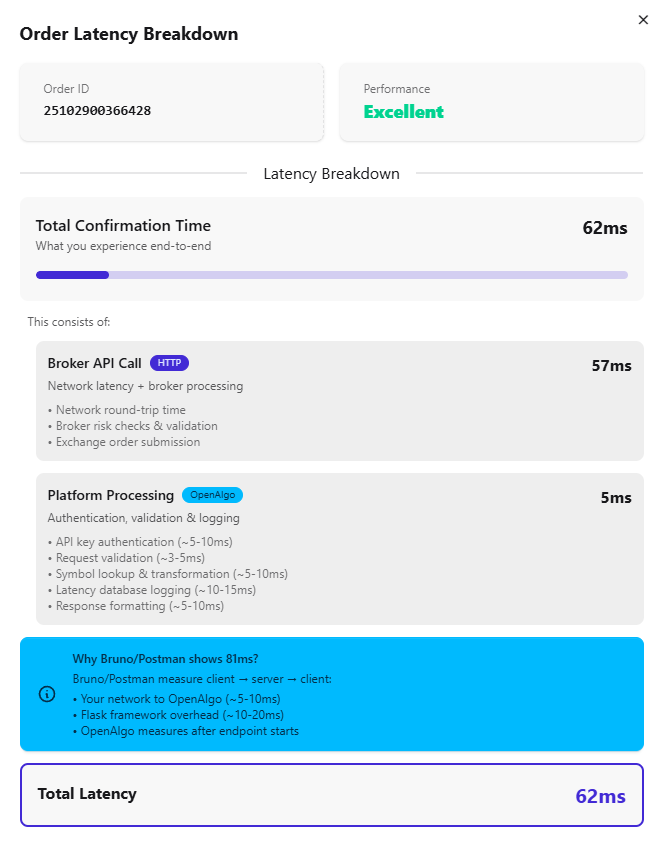 Order Latency Breakdown
Order ID
25102900366428
Performance
Excellent
Latency Breakdown
Total Confirmation Time
62ms
What you experience end-to-end
This consists of:
Broker API Call HTTP
57ms
Network latency + broker processing
• Network round-trip time
• Broker risk checks & validation
• Exchange order submission
Platform Processing OpenAlgo
5ms
Authentication, validation & logging
• API key authentication (~5-10ms)
• Request validation (~3-5ms)
• Symbol lookup & transformation (~5-10ms)
• Latency database logging (~10-15ms)
• Response formatting (~5-10ms)
Why Bruno/Postman shows 81ms?
Bruno/Postman measure client → server → client:
• Your network to OpenAlgo (~5-10ms)
• Flask framework overhead (~10-20ms)
• OpenAlgo measures after endpoint starts
Total Latency
62ms